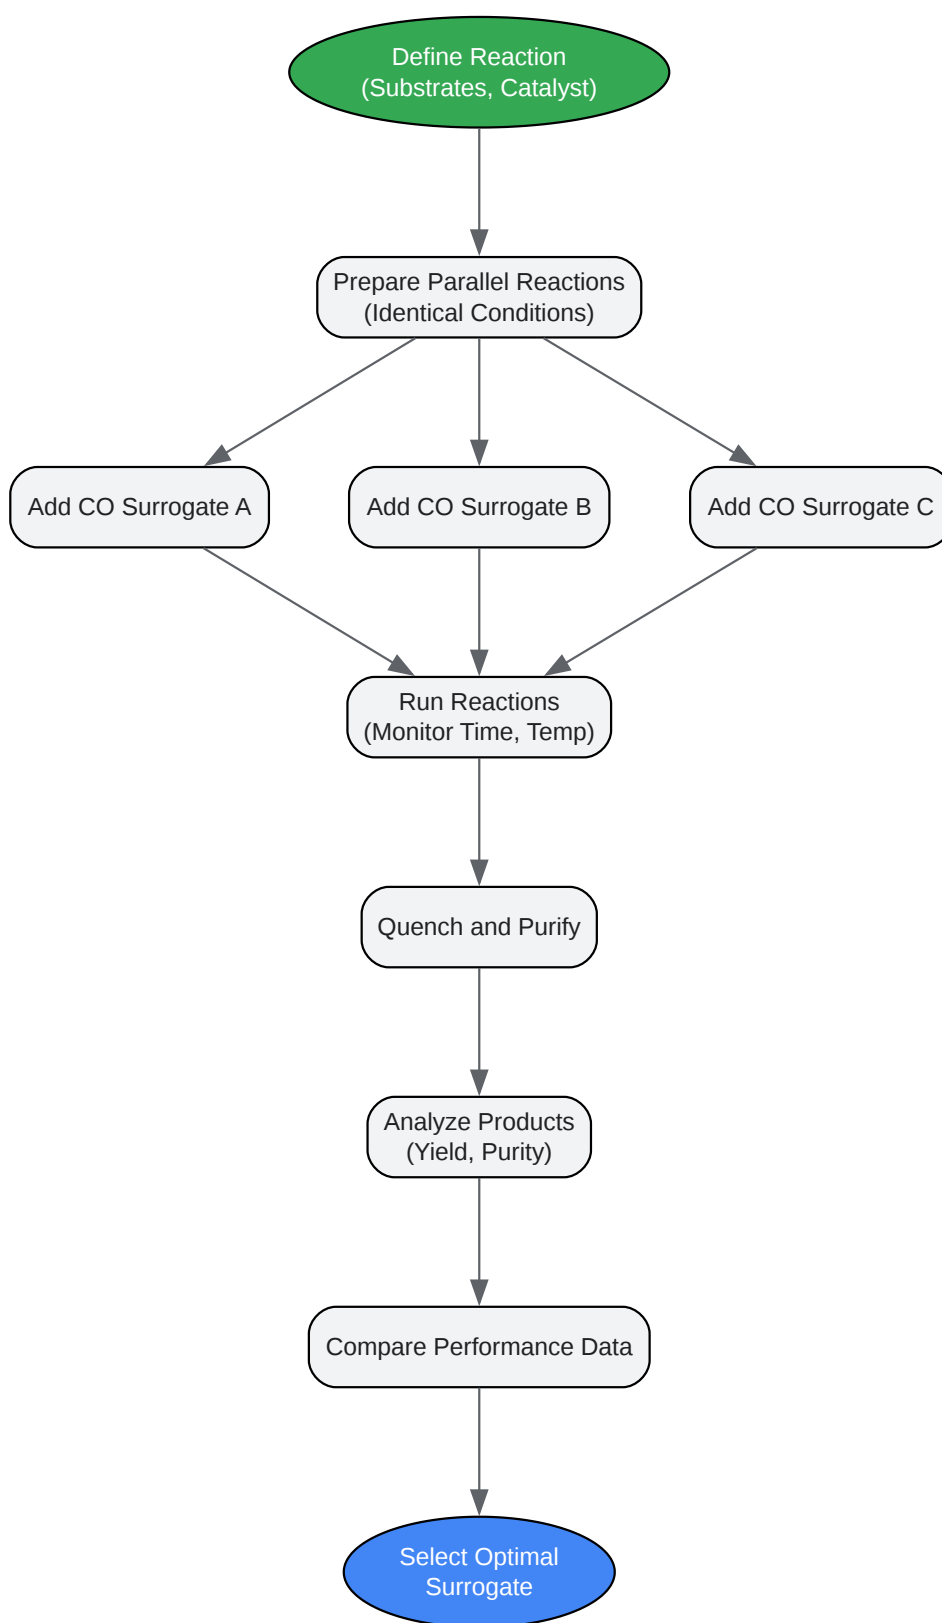 Define Reaction
(Substrates, Catalyst)
Prepare Parallel Reactions
(Identical Conditions)
Add CO Surrogate A
Add CO Surrogate B
Add CO Surrogate C
Run Reactions
(Monitor Time, Temp)
Quench and Purify
Analyze Products
(Yield, Purity)
Compare Performance Data
Select Optimal
Surrogate